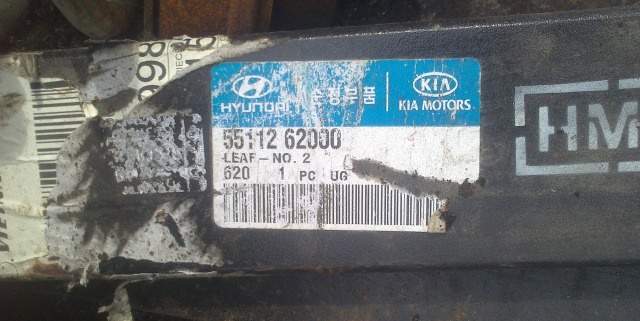 HYUNDAI 순정부품 KIA
KIA MOTORS
55112 62000
LEAF-NO. 2
620 1 PC UG
HM